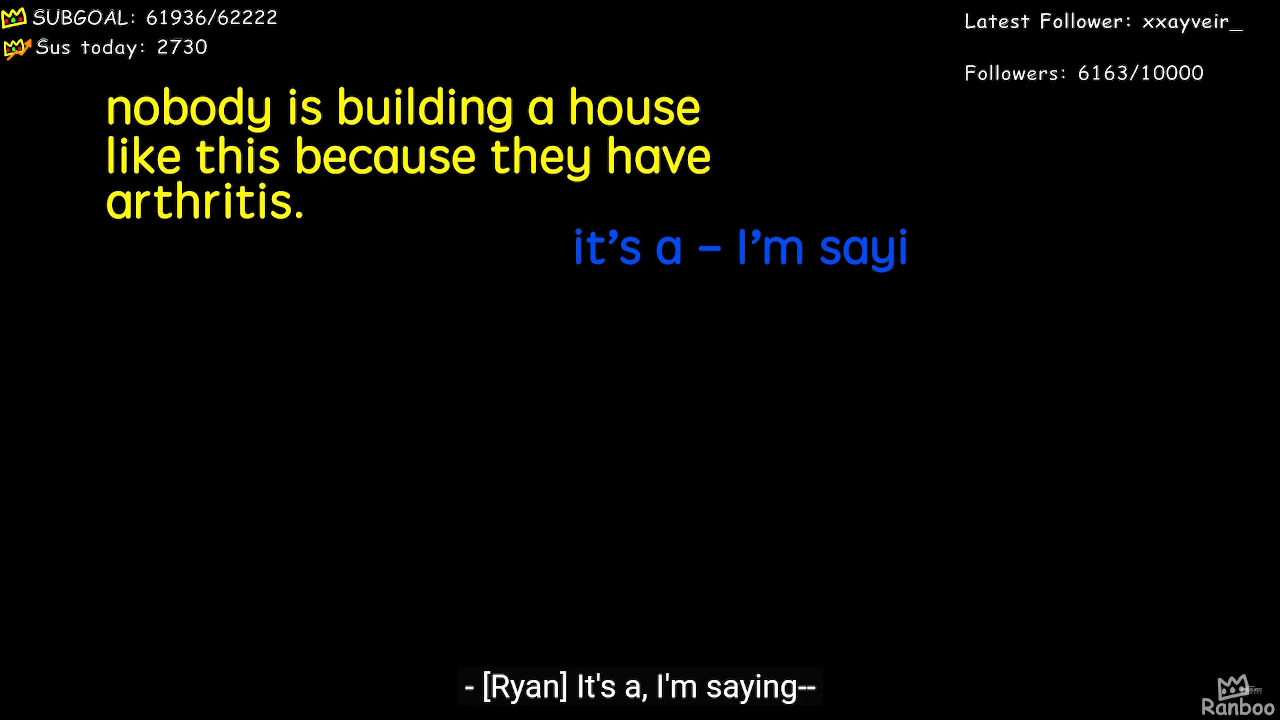 SUBGOAL: 61936/62222
Sus today: 2730
Latest Follower: xxayveir_
Followers: 6163/10000
nobody is building a house
like this because they have
arthritis.
it’s a – I’m sayi
- [Ryan] It's a, I'm saying--
Ranboo